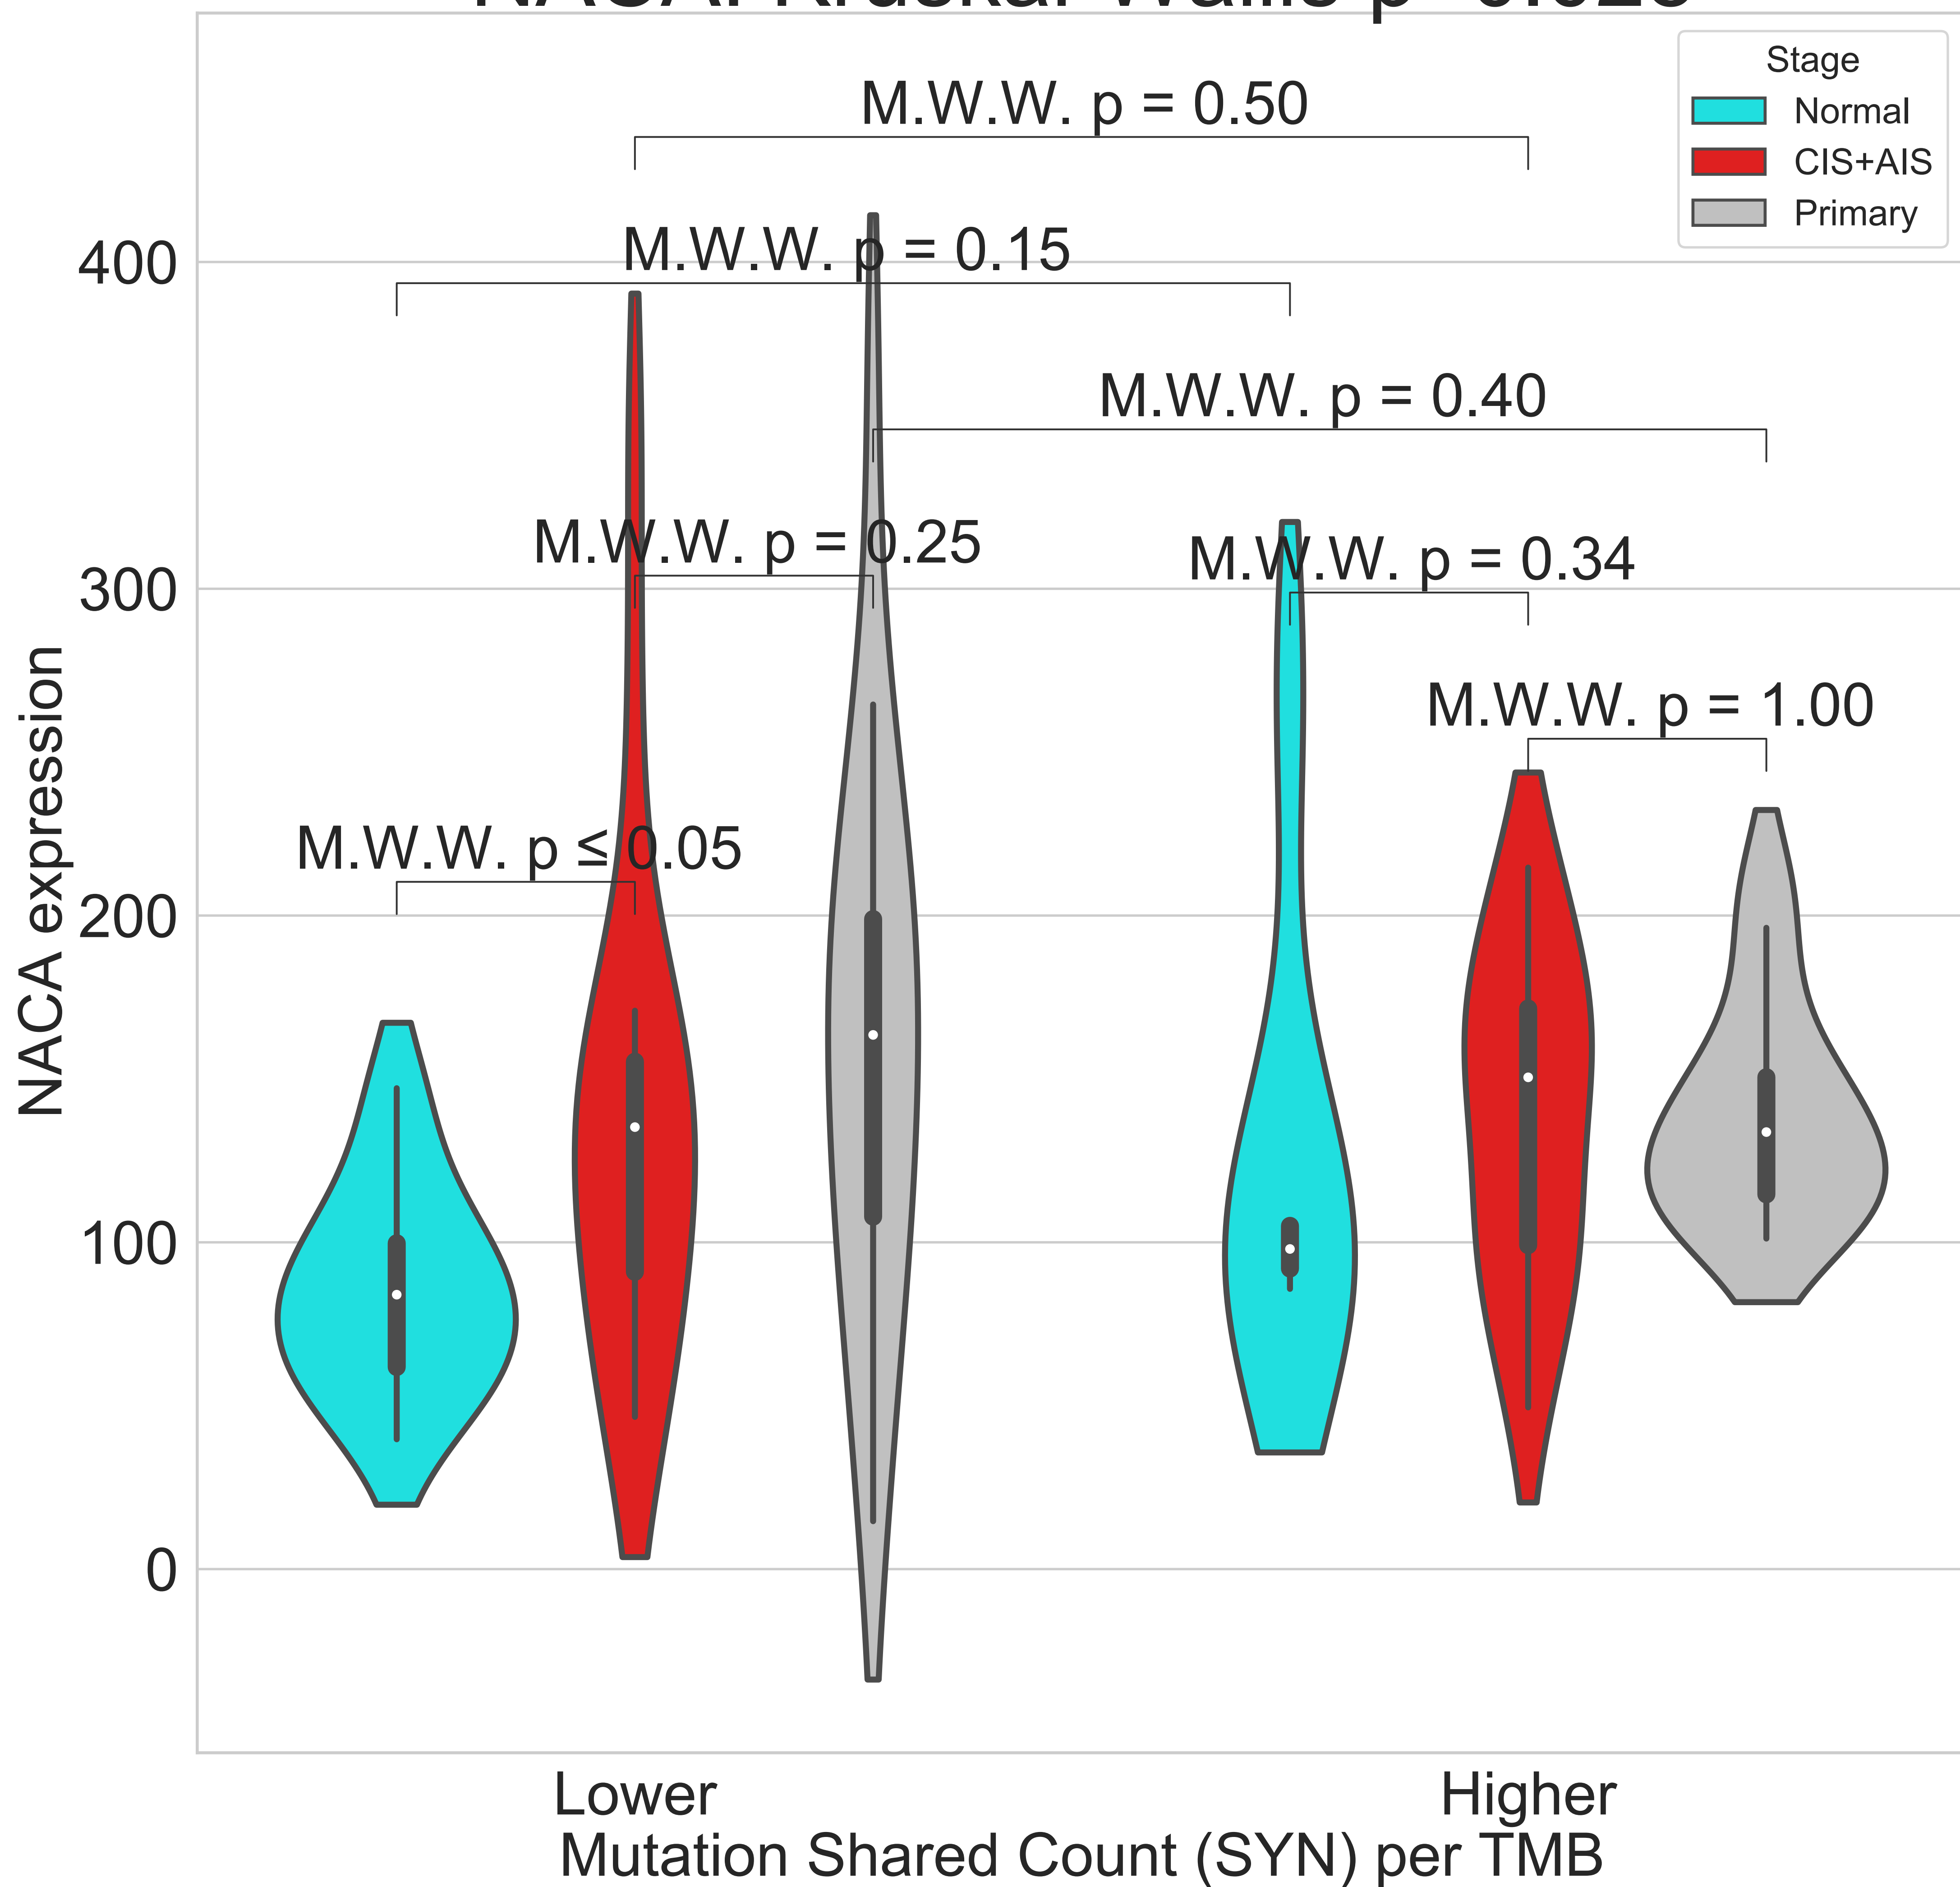 Stage
Normal
CIS+AIS
Primary
M.W.W. p = 0.50
M.W.W. p = 0.15
M.W.W. p = 0.40
M.W.W. p = 0.25
M.W.W. p = 0.34
M.W.W. p = 1.00
M.W.W. p ≤ 0.05
400
300
200
100
0
NACA expression
Lower
Higher
Mutation Shared Count (SYN) per TMB